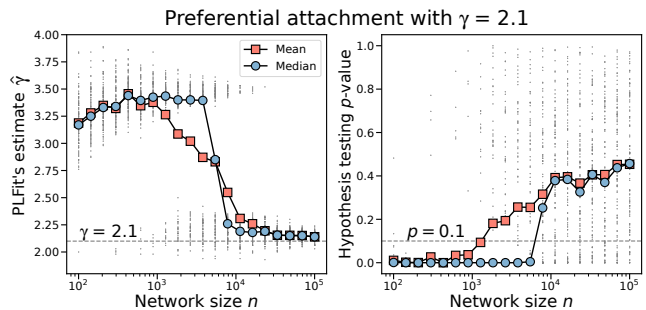 Preferential attachment with γ = 2.1
PLFit's estimate γ̂
4.00
3.75
3.50
3.25
3.00
2.75
2.50
2.25
2.00
Mean
Median
γ = 2.1
10²
10³
10⁴
10⁵
Network size n
Hypothesis testing p-value
1.0
0.8
0.6
0.4
0.2
0.0
p = 0.1
10²
10³
10⁴
10⁵
Network size n